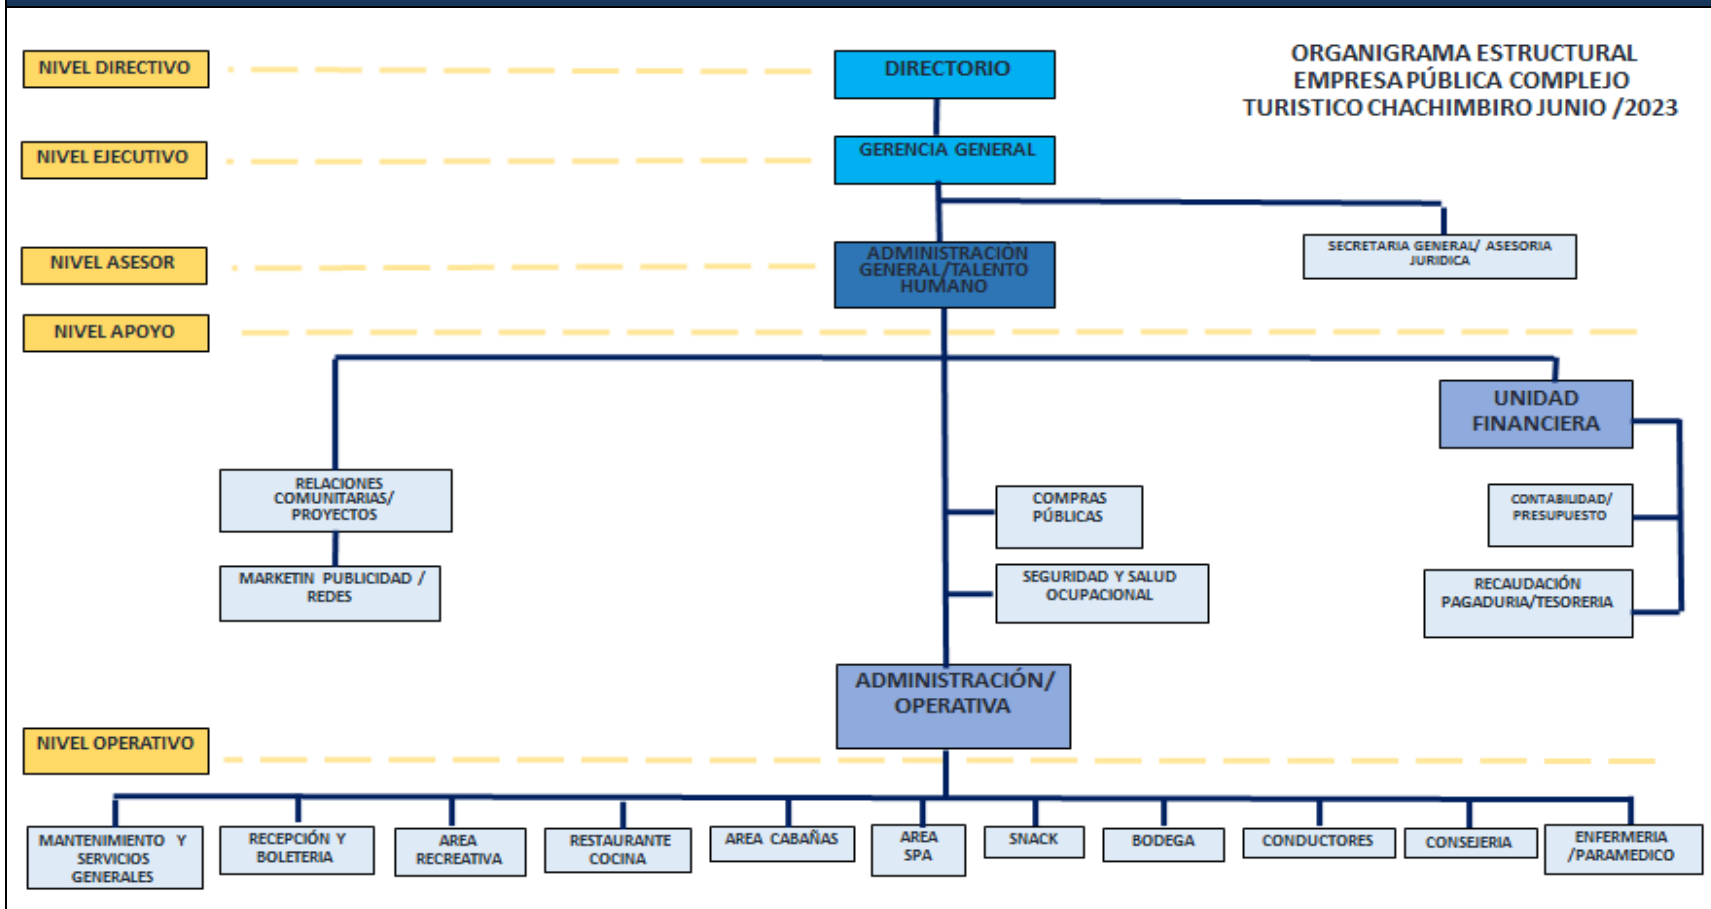 NIVEL DIRECTIVO
DIRECTORIO
ORGANIGRAMA ESTRUCTURAL
EMPRESA PÚBLICA COMPLEJO
TURISTICO CHACHIMBIRO JUNIO /2023
NIVEL EJECUTIVO
GERENCIA GENERAL
SECRETARIA GENERAL/ ASESORIA
JURIDICA
NIVEL ASESOR
ADMINISTRACIÓN
GENERAL/TALENTO
HUMANO
NIVEL APOYO
UNIDAD
FINANCIERA
RELACIONES
COMUNITARIAS/
PROYECTOS
COMPRAS
PÚBLICAS
CONTABILIDAD/
PRESUPUESTO
MARKETIN PUBLICIDAD /
REDES
SEGURIDAD Y SALUD
OCUPACIONAL
RECAUDACIÓN
PAGADURIA/TESORERIA
ADMINISTRACIÓN/
OPERATIVA
NIVEL OPERATIVO
MANTENIMIENTO Y
SERVICIOS
GENERALES
RECEPCIÓN Y
BOLETERIA
AREA
RECREATIVA
RESTAURANTE
COCINA
AREA CABAÑAS
AREA
SPA
SNACK
BODEGA
CONDUCTORES
CONSEJERIA
ENFERMERIA
/PARAMEDICO